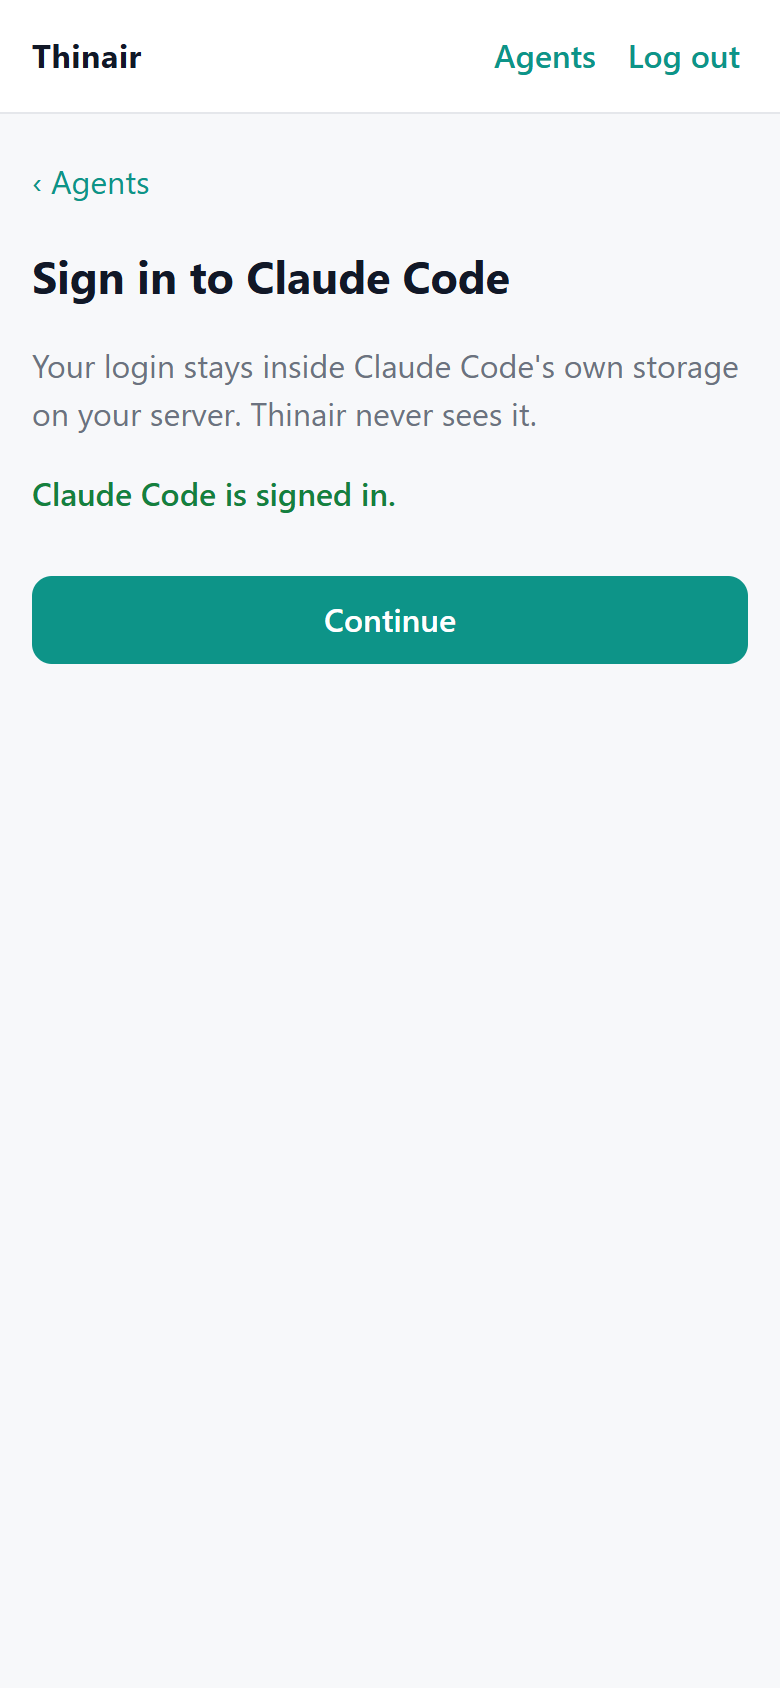 Thinair
Agents
Log out
‹ Agents
Sign in to Claude Code
Your login stays inside Claude Code's own storage
on your server. Thinair never sees it.
Claude Code is signed in.
Continue